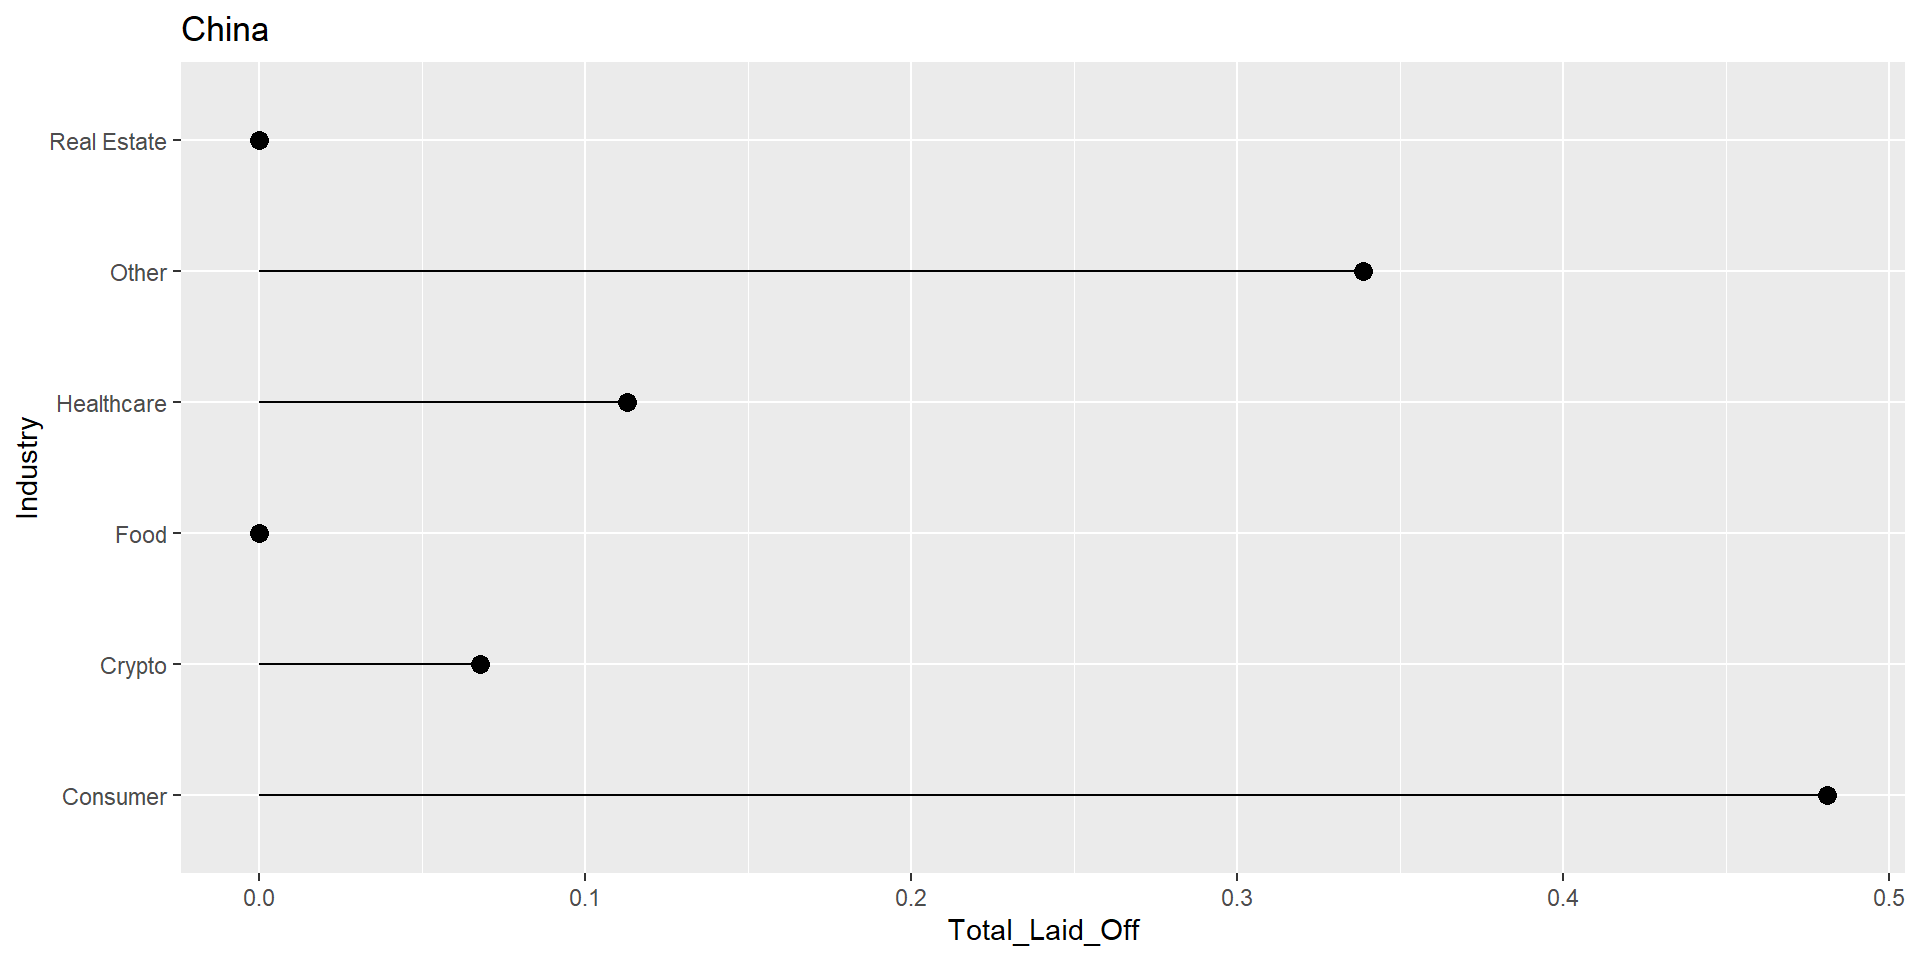 China
Real Estate
Other
Healthcare
Food
Crypto
Consumer
Industry
0.0 0.1 0.2 0.3 0.4 0.5
Total_Laid_Off